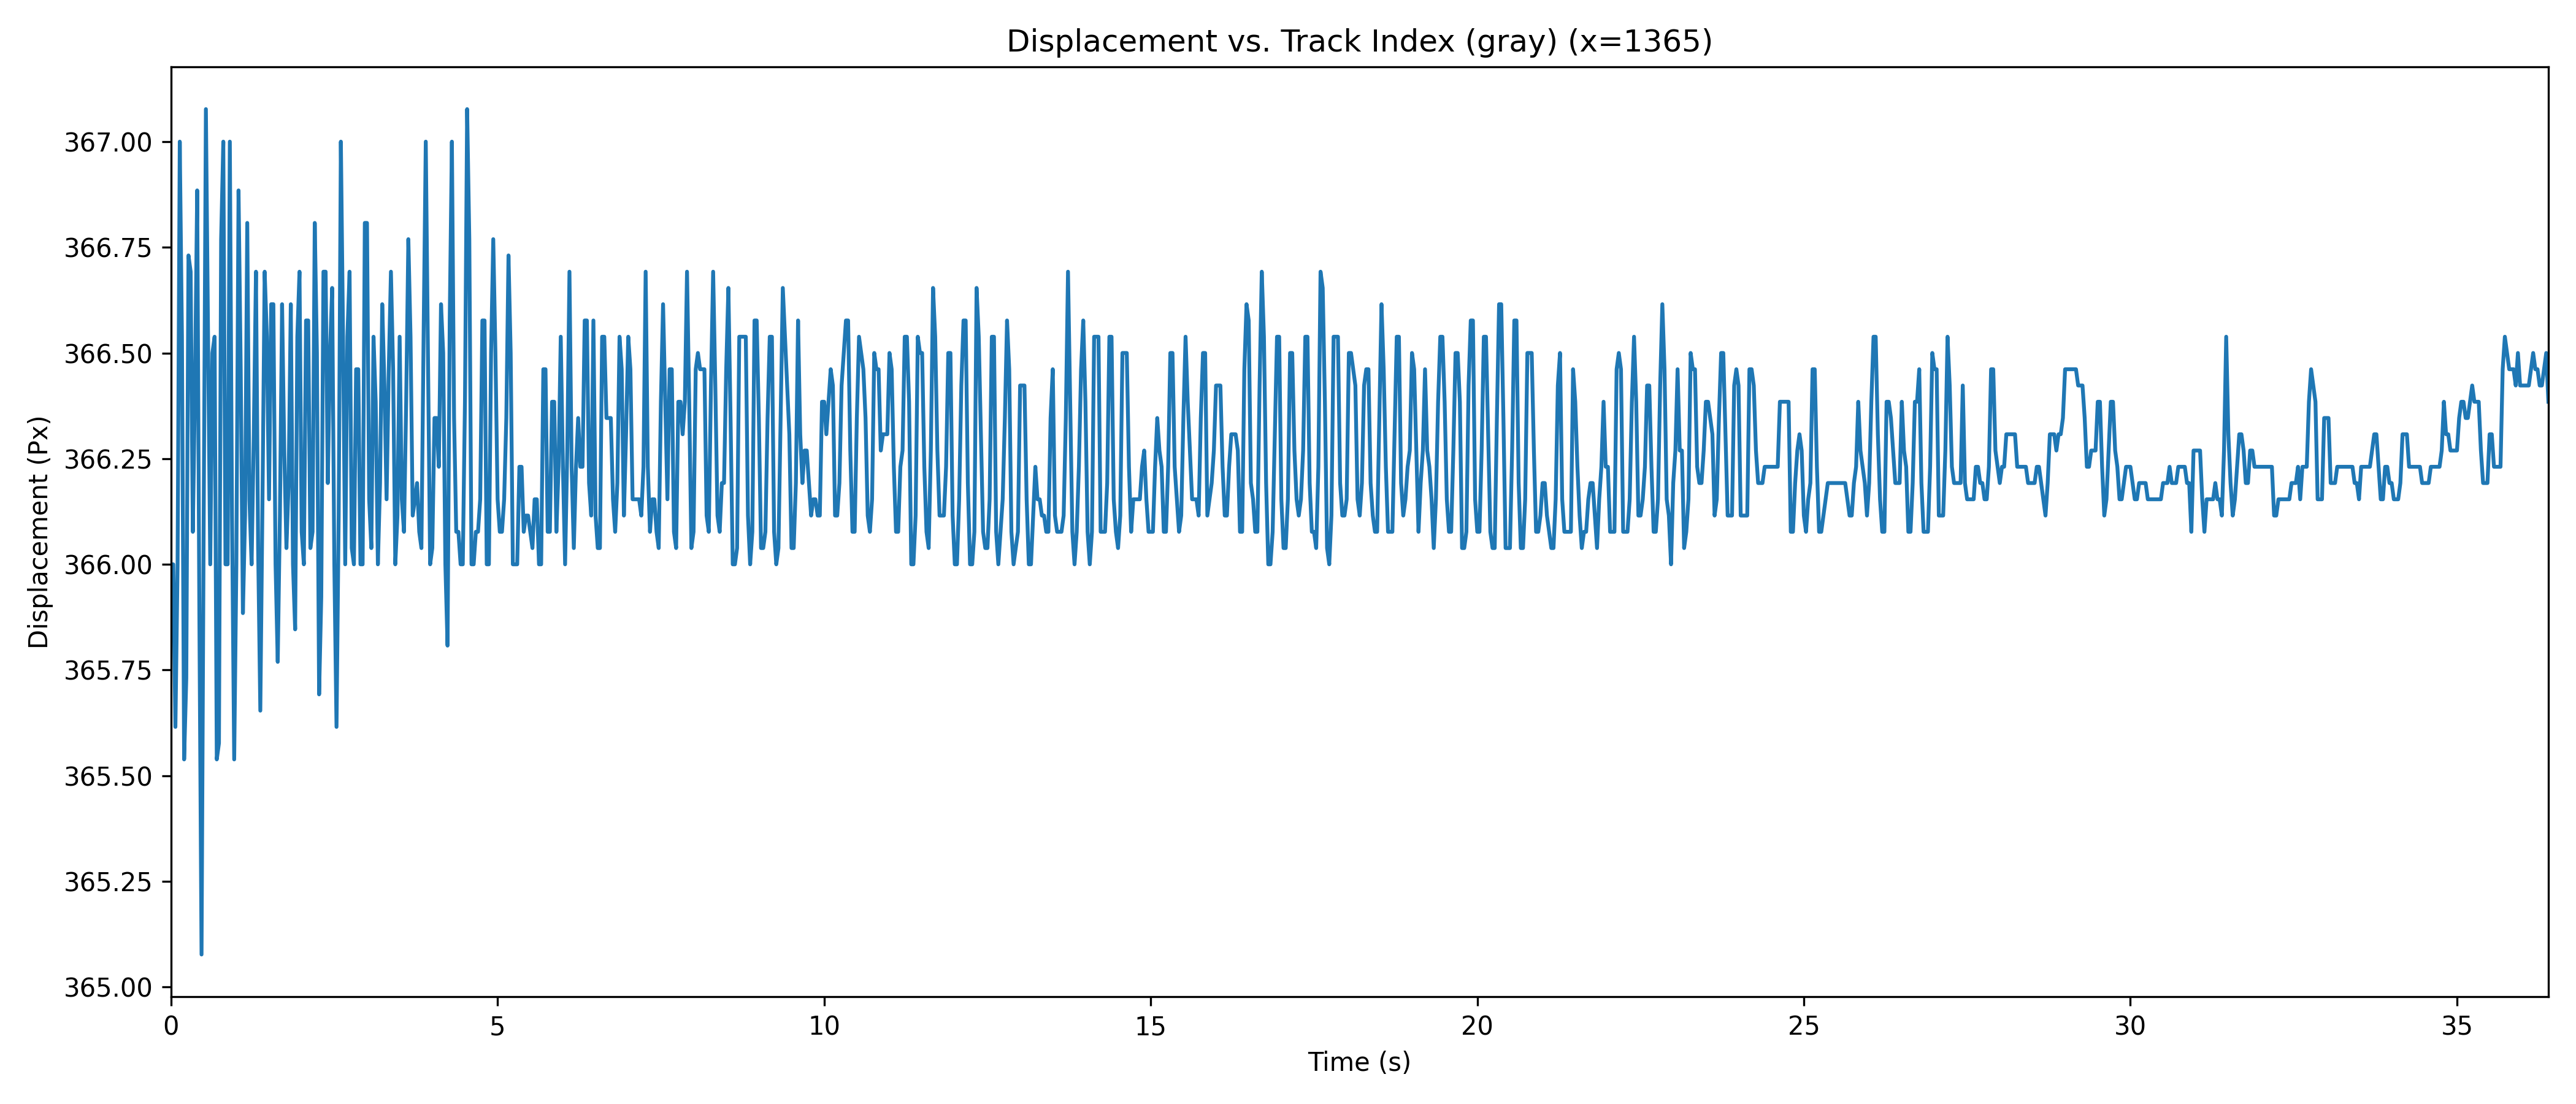 Displacement vs. Track Index (gray) (x=1365)
367.00
366.75
366.50
366.25
366.00
365.75
365.50
365.25
365.00
Displacement (Px)
0 5 10 15 20 25 30 35
Time (s)